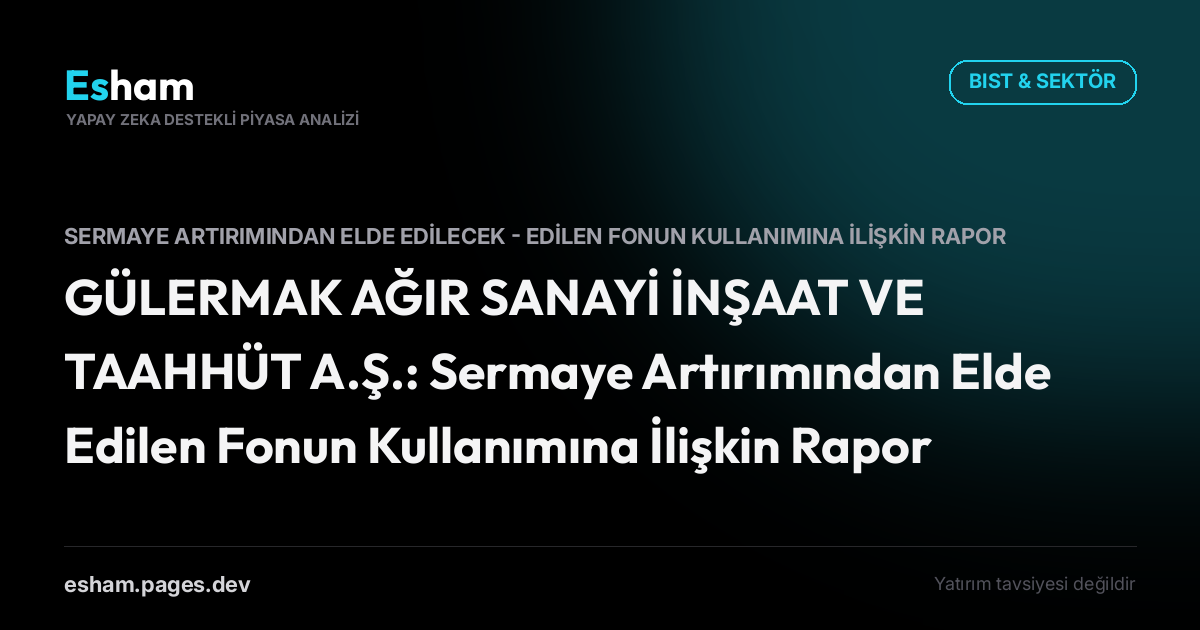 Esham
YAPAY ZEKA DESTEKLİ PİYASA ANALİZİ
BIST & SEKTÖR
SERMAYE ARTIRIMINDAN ELDE EDİLECEK - EDİLEN FONUN KULLANIMINA İLİŞKİN RAPOR
GÜLERMAK AĞIR SANAYİ İNŞAAT VE
TAAHHÜT A.Ş.: Sermaye Artırımından Elde
Edilen Fonun Kullanımına İlişkin Rapor
esham.pages.dev
Yatırım tavsiyesi değildir